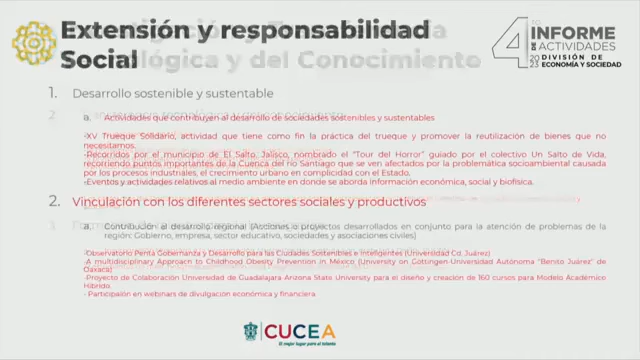 Extensión y responsabilidad
Social
4to INFORME
DE ACTIVIDADES
2023 DIVISIÓN DE
ECONOMÍA Y SOCIEDAD
1. Desarrollo sostenible y sustentable
a. Actividades que contribuyen al desarrollo de sociedades sostenibles y sustentables
-XV Trueque Solidario, actividad que tiene como fin la práctica del trueque y promover la reutilización de bienes que no
necesitamos.
-Recorridos por el municipio de El Salto, Jalisco, nombrado el "Tour del Horror" guiado por el colectivo Un Salto de Vida,
recorriendo puntos importantes de la Cuenca del río Santiago que se ven afectados por la problemática socioambiental causada
por los procesos industriales, el crecimiento urbano en complicidad con el Estado.
-Eventos y actividades relativos al medio ambiente en donde se aborda información económica, social y biofísica.
2. Vinculación con los diferentes sectores sociales y productivos
a. Contribución al desarrollo regional (Acciones o proyectos desarrollados en conjunto para la atención de problemas de la
región: Gobierno, empresa, sector educativo, sociedades y asociaciones civiles)
-Observatorio Penta Gobernanza y Desarrollo para las Ciudades Sostenibles e Inteligentes (Universidad Cd. Juárez)
-A multidisciplinary Approach to Childhood Obesity Prevention in México (University on Göttingen-Universidad Autónoma "Benito Juárez" de
Oaxaca)
-Proyecto de Colaboración Universidad de Guadalajara Arizona State University para el diseño y creación de 160 cursos para Modelo Académico
Híbrido.
- Participación en webinars de divulgación económica y financiera
CUCEA
El mejor lugar para el talento